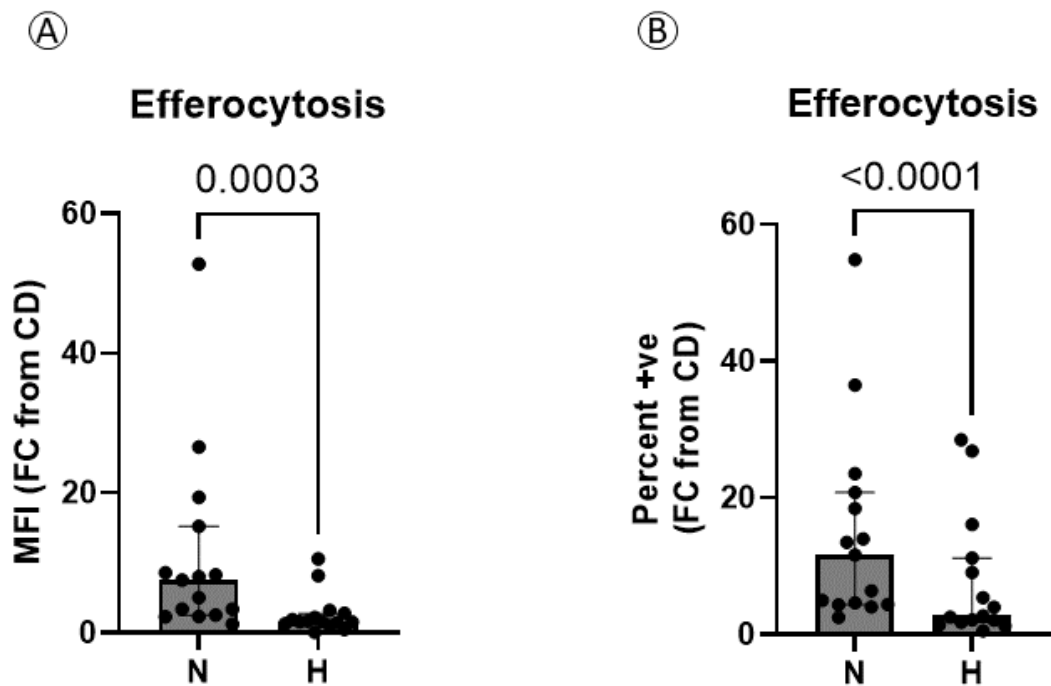 A
Efferocytosis
0.0003
60
40
20
0
MFI (FC from CD)
N
H
B
Efferocytosis
<0.0001
60
40
20
0
Percent +ve
(FC from CD)
N
H